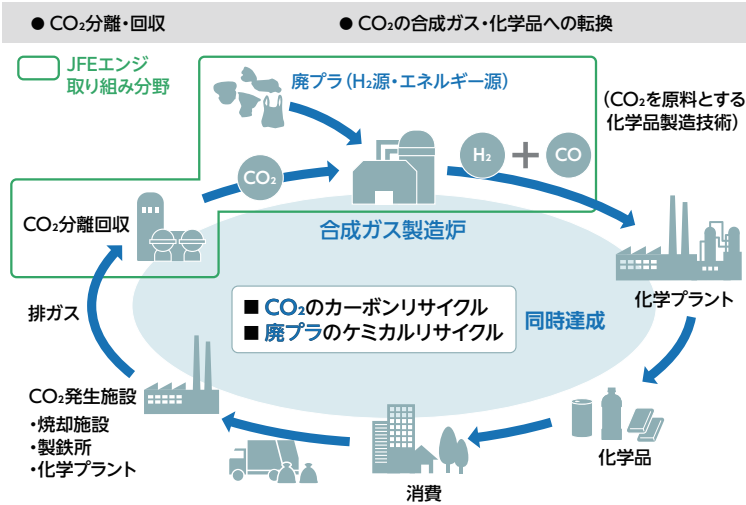 ● CO₂分離・回収
● CO₂の合成ガス・化学品への転換
JFEエンジ
取り組み分野
廃プラ（H₂源・エネルギー源）
（CO₂を原料とする
化学品製造技術）
CO₂
H₂ + CO
CO₂分離回収
合成ガス製造炉
化学プラント
排ガス
■ CO₂のカーボンリサイクル
■ 廃プラのケミカルリサイクル
同時達成
CO₂発生施設
・焼却施設
・製鉄所
・化学プラント
化学品
消費